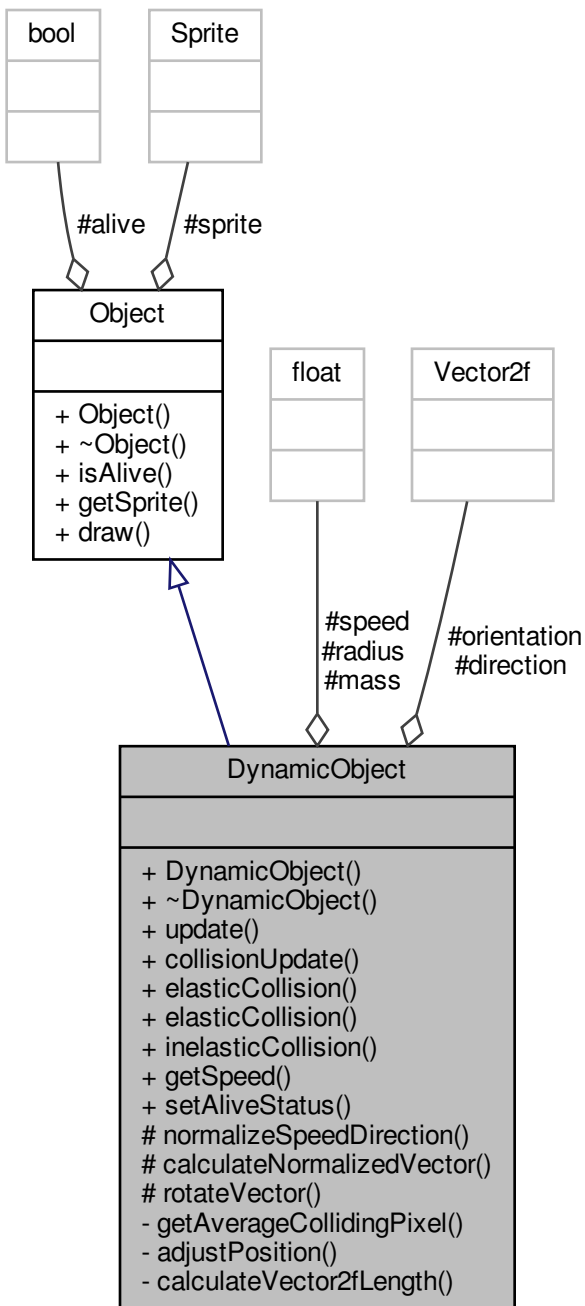 bool
Sprite
#alive
#sprite
Object
+ Object()
+ ~Object()
+ isAlive()
+ getSprite()
+ draw()
float
Vector2f
#speed
#radius
#mass
#orientation
#direction
DynamicObject
+ DynamicObject()
+ ~DynamicObject()
+ update()
+ collisionUpdate()
+ elasticCollision()
+ elasticCollision()
+ inelasticCollision()
+ getSpeed()
+ setAliveStatus()
# normalizeSpeedDirection()
# calculateNormalizedVector()
# rotateVector()
- getAverageCollidingPixel()
- adjustPosition()
- calculateVector2fLength()